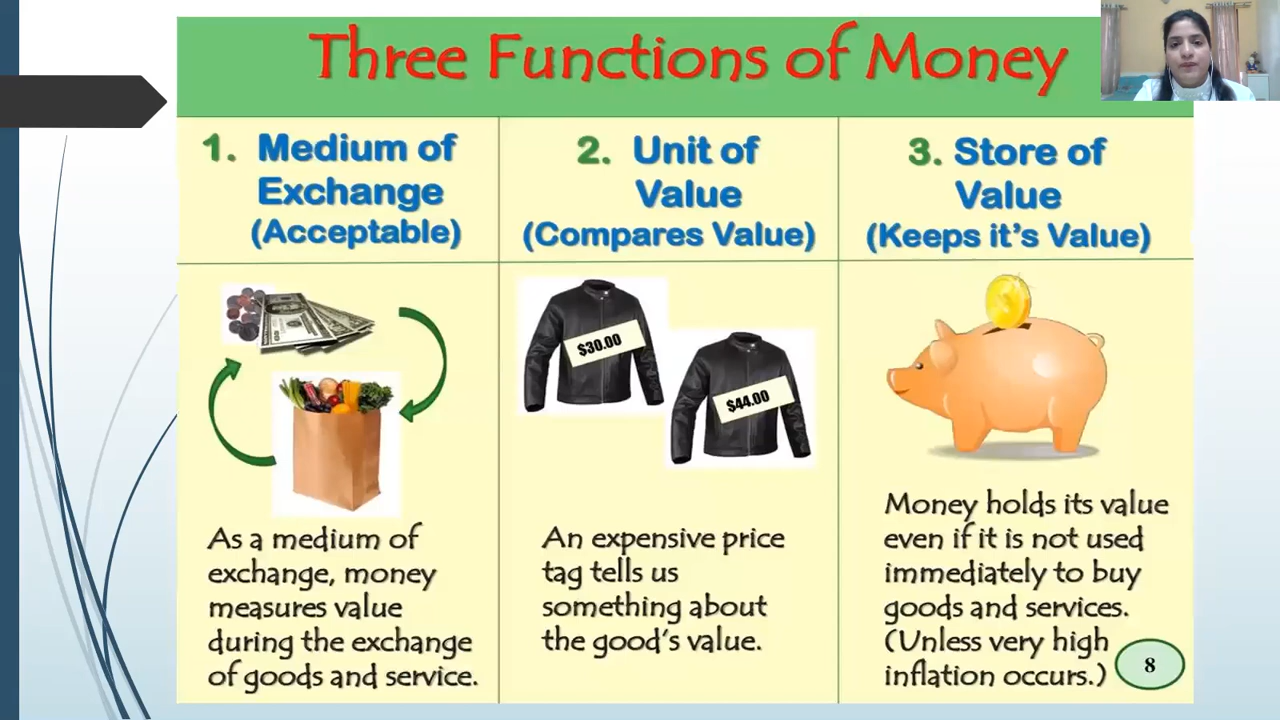 Three Functions of Money
1. Medium of
Exchange
(Acceptable)
2. Unit of
Value
(Compares Value)
3. Store of
Value
(Keeps it's Value)
$30.00
$44.00
As a medium of
exchange, money
measures value
during the exchange
of goods and service.
An expensive price
tag tells us
something about
the good's value.
Money holds its value
even if it is not used
immediately to buy
goods and services.
(Unless very high
inflation occurs.)
8